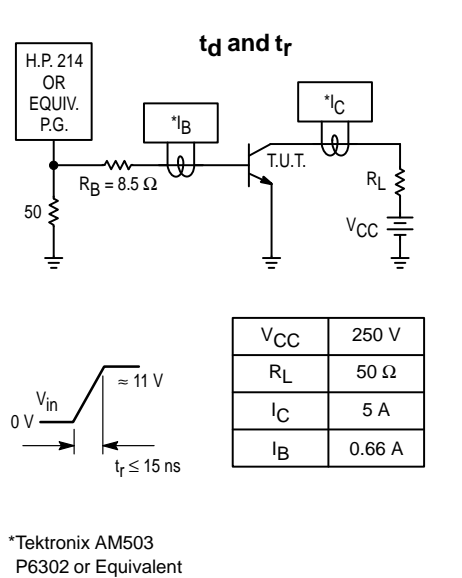 td and tr
H.P. 214
OR
EQUIV.
P.G.
*IB
*IC
T.U.T.
RB = 8.5 Ω
50
RL
VCC
Vin
0 V
≈ 11 V
tr ≤ 15 ns
VCC 250 V
RL 50 Ω
IC 5 A
IB 0.66 A
*Tektronix AM503
P6302 or Equivalent